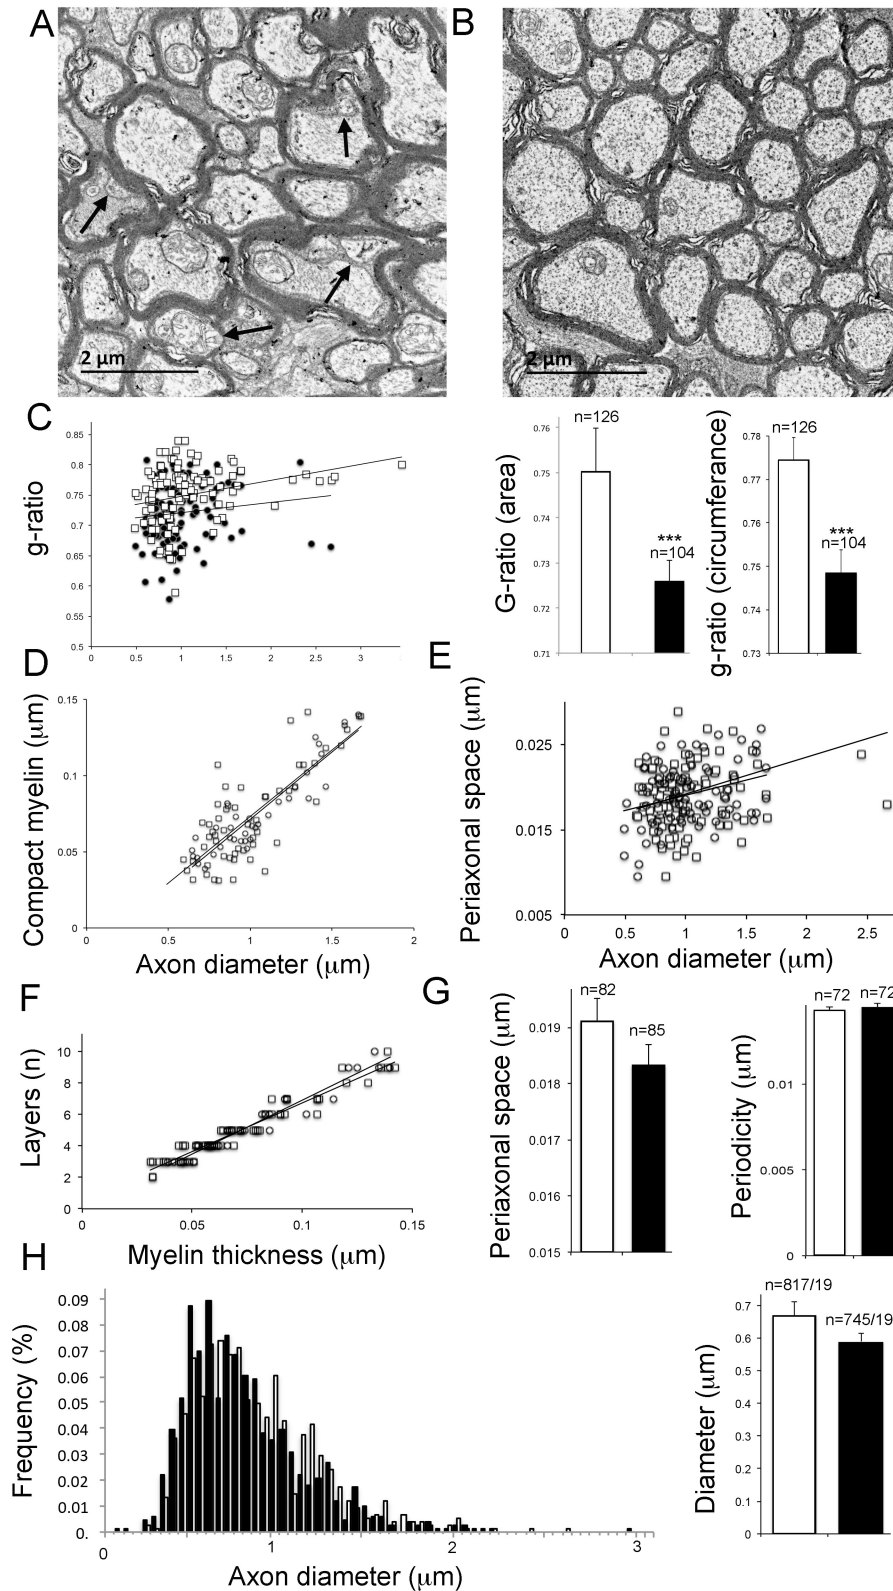 A
B
2 µm
2 µm
C
g-ratio
0.85
0.8
0.75
0.7
0.65
0.6
0.55
0.5
0
0.5
1
1.5
2
2.5
3
G-ratio (area)
0.76
0.75
0.74
0.73
0.72
0.71
n=126
***
n=104
g-ratio (circumferance)
0.78
0.77
0.76
0.75
0.74
0.73
n=126
***
n=104
D
Compact myelin (µm)
0.15
0.1
0.05
0
0
0.5
1
1.5
2
Axon diameter (µm)
E
Periaxonal space (µm)
0.025
0.015
0.005
0
0.5
1.0
1.5
2
2.5
Axon diameter (µm)
F
Layers (n)
10
8
6
4
2
0
0
0.05
0.1
0.15
Myelin thickness (µm)
G
Periaxonal space (µm)
0.019
0.018
0.017
0.016
0.015
n=82
n=85
Periodicity (µm)
0.01
0.005
0
n=72
n=72
H
Frequency (%)
0.09
0.08
0.07
0.06
0.05
0.04
0.03
0.02
0.01
0.
0
1
2
3
Axon diameter (µm)
Diameter (µm)
0.7
0.6
0.5
0.4
0.3
0.2
0.1
0
n=817/19
n=745/19